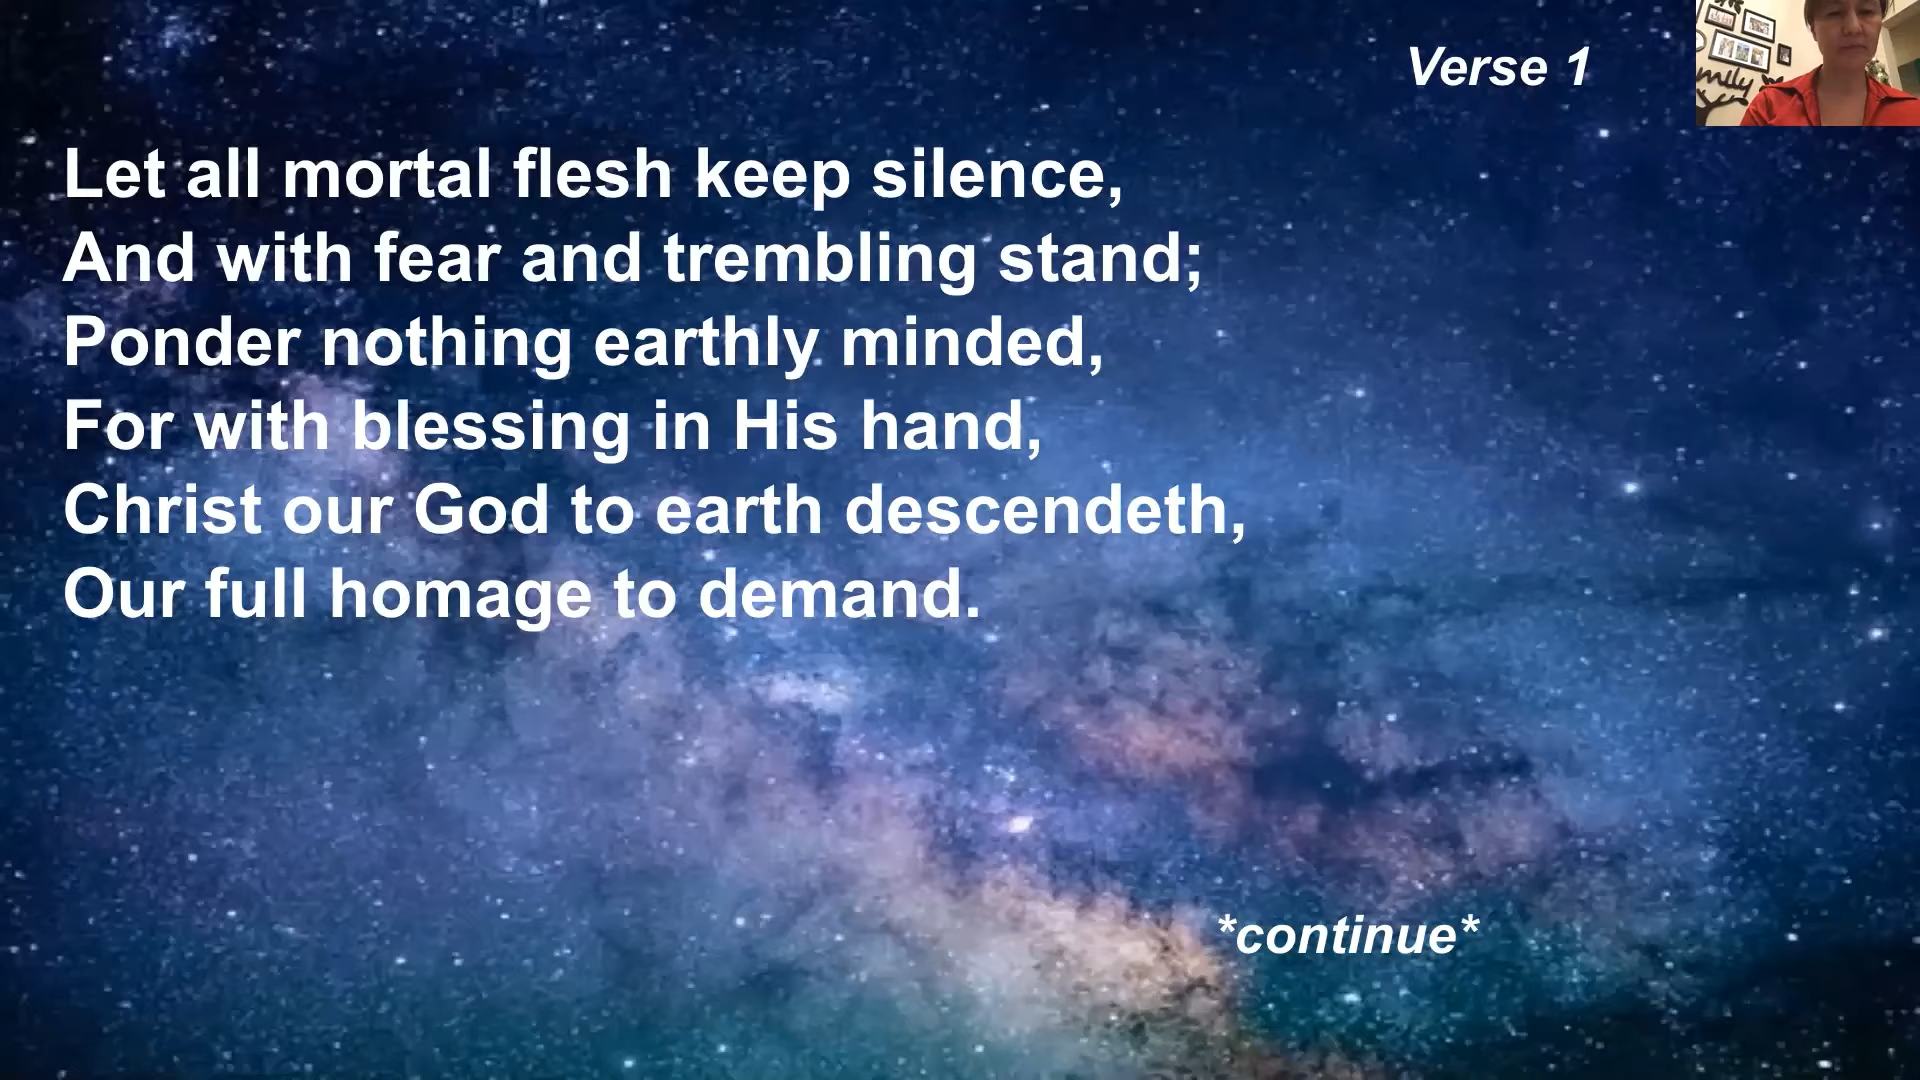 Verse 1
Let all mortal flesh keep silence,
And with fear and trembling stand;
Ponder nothing earthly minded,
For with blessing in His hand,
Christ our God to earth descendeth,
Our full homage to demand.
*continue*